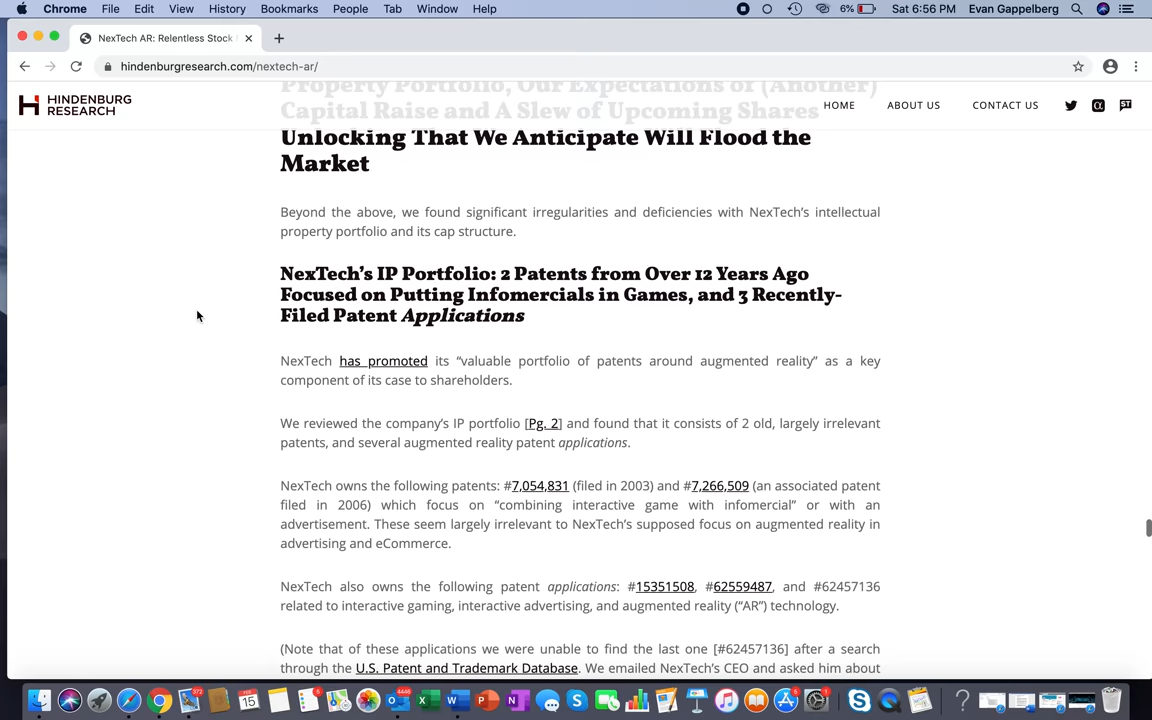 Chrome File Edit View History Bookmarks People Tab Window Help 6% Sat 6:56 PM Evan Gappelberg
NexTech AR: Relentless Stock
hindenburgresearch.com/nextech-ar/
HINDENBURG
RESEARCH
HOME ABOUT US CONTACT US
Property Portfolio, Our Expectations of (Another)
Capital Raise and A Slew of Upcoming Shares
Unlocking That We Anticipate Will Flood the
Market
Beyond the above, we found significant irregularities and deficiencies with NexTech's intellectual
property portfolio and its cap structure.
NexTech's IP Portfolio: 2 Patents from Over 12 Years Ago
Focused on Putting Infomercials in Games, and 3 Recently-
Filed Patent Applications
NexTech has promoted its “valuable portfolio of patents around augmented reality” as a key
component of its case to shareholders.
We reviewed the company's IP portfolio [Pg. 2] and found that it consists of 2 old, largely irrelevant
patents, and several augmented reality patent applications.
NexTech owns the following patents: #7,054,831 (filed in 2003) and #7,266,509 (an associated patent
filed in 2006) which focus on “combining interactive game with infomercial” or with an
advertisement. These seem largely irrelevant to NexTech's supposed focus on augmented reality in
advertising and eCommerce.
NexTech also owns the following patent applications: #15351508, #62559487, and #62457136
related to interactive gaming, interactive advertising, and augmented reality (“AR”) technology.
(Note that of these applications we were unable to find the last one [#62457136] after a search
through the U.S. Patent and Trademark Database. We emailed NexTech's CEO and asked him about